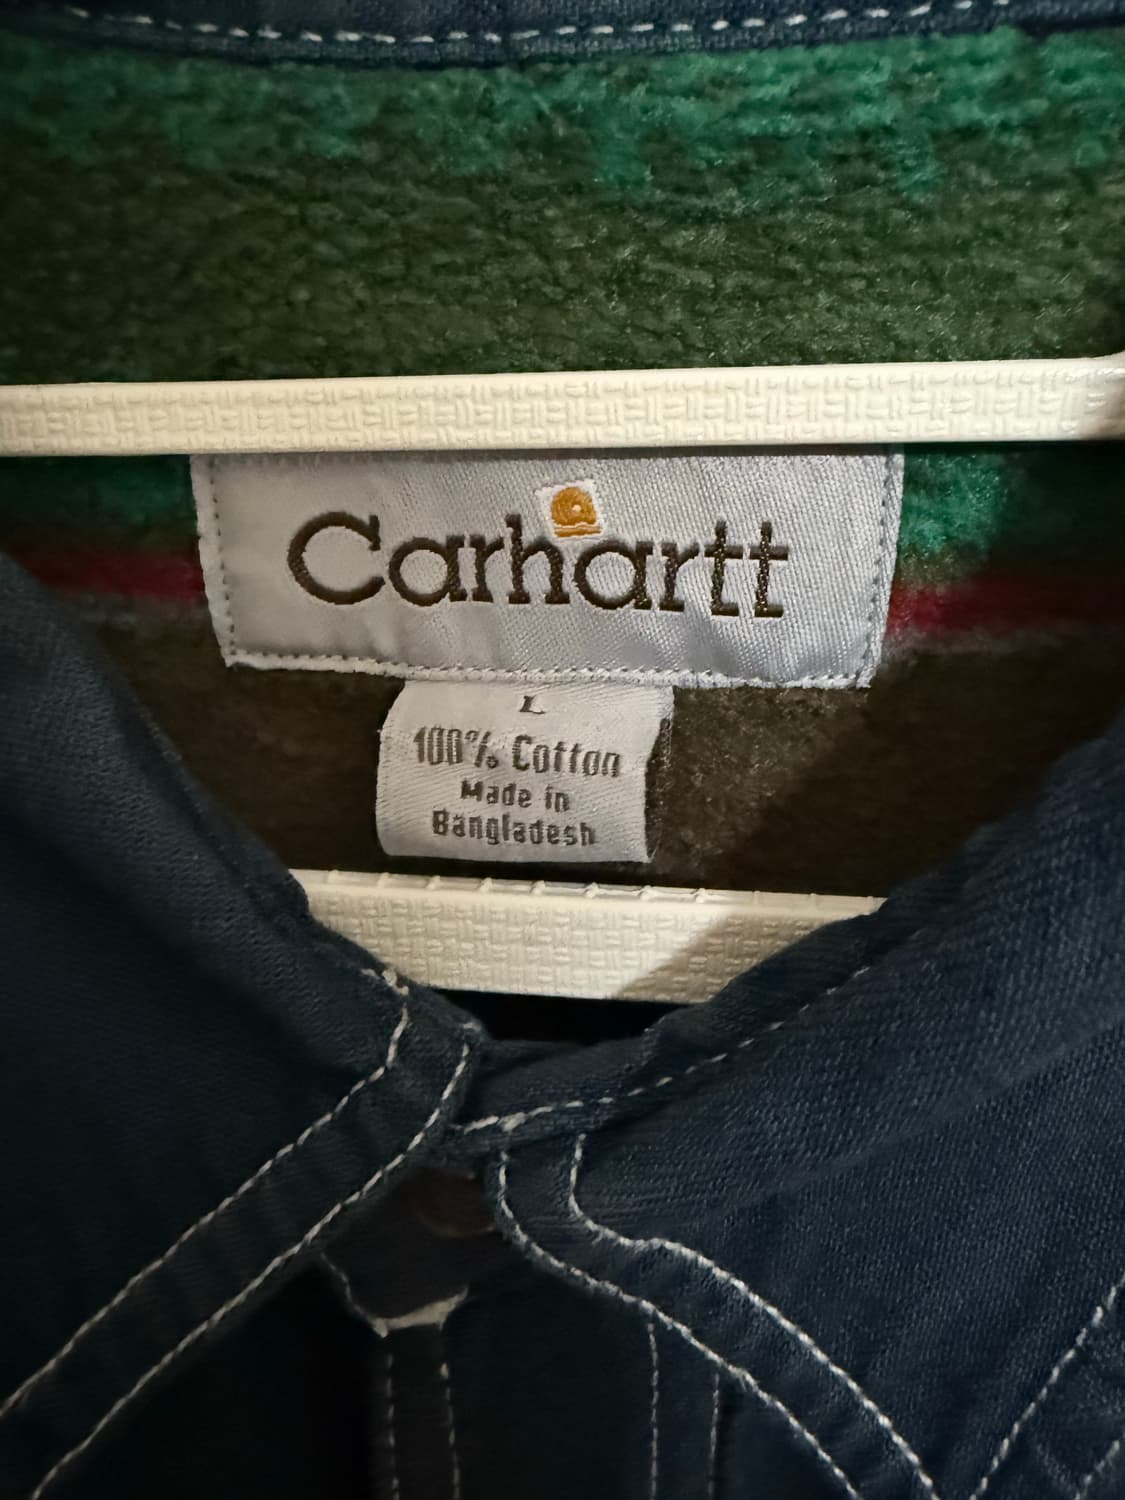 Carhartt
L
100% Cotton
Made in
Bangladesh